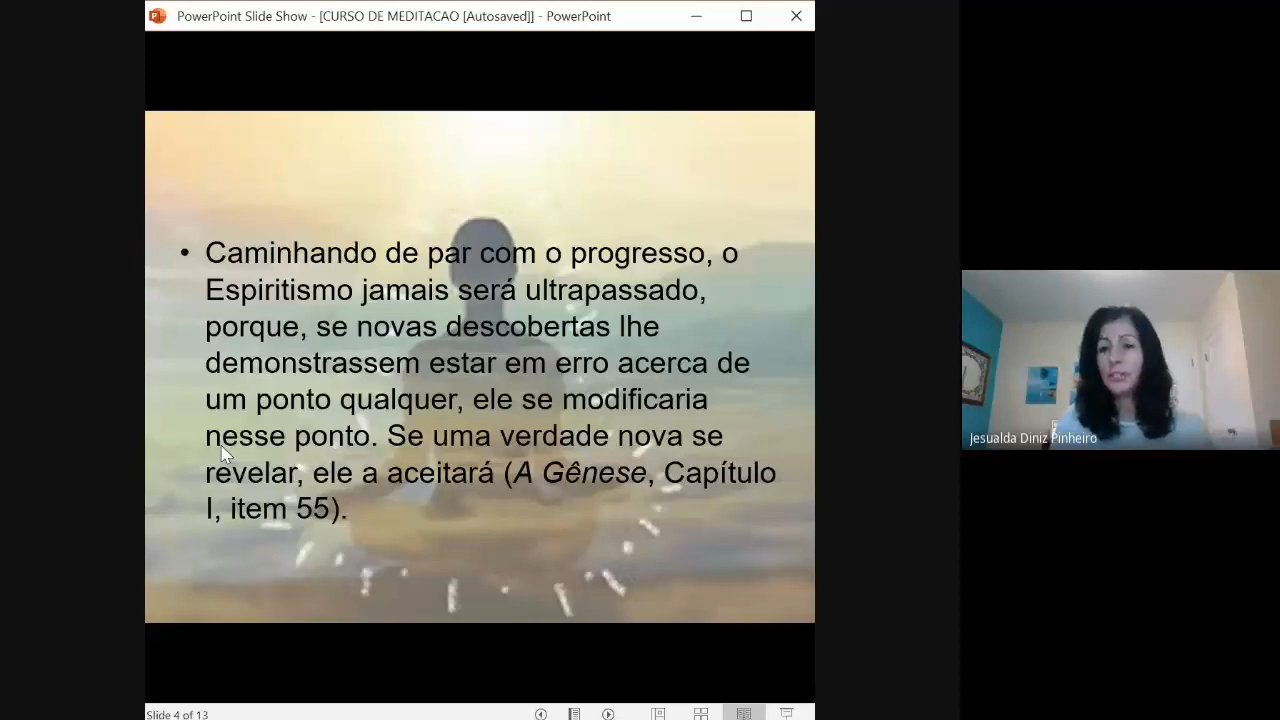 PowerPoint Slide Show - [CURSO DE MEDITACAO [Autosaved]] - PowerPoint
• Caminhando de par com o progresso, o
Espiritismo jamais será ultrapassado,
porque, se novas descobertas lhe
demonstrassem estar em erro acerca de
um ponto qualquer, ele se modificaria
nesse ponto. Se uma verdade nova se
revelar, ele a aceitará (A Gênese, Capítulo
I, item 55).
Jesualda Diniz Pinheiro
Slide 4 of 13